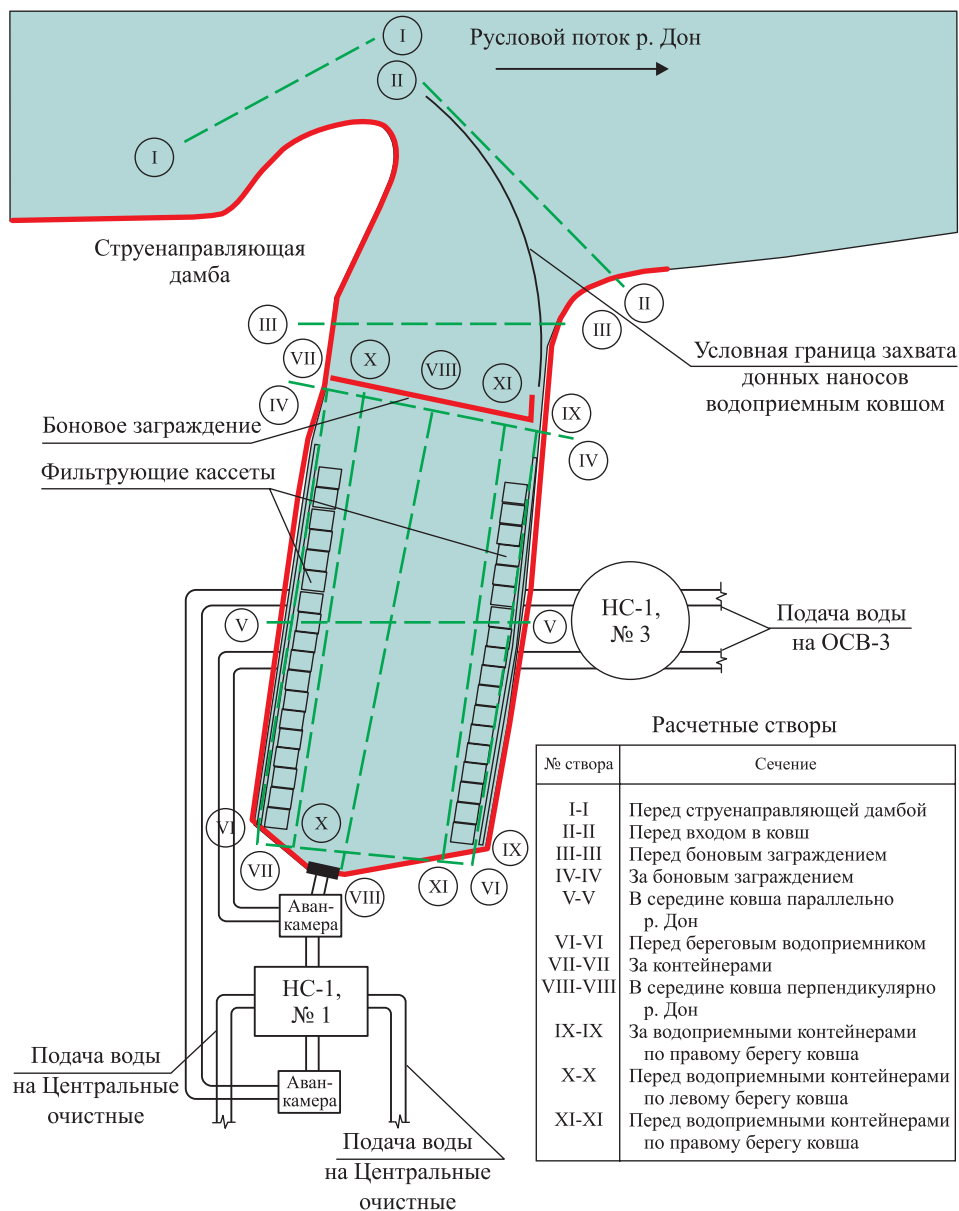 I
Русловой поток р. Дон
II
I
Струенаправляющая
дамба
II
III
III
VII
X
VIII
XI
Условная граница захвата
донных наносов
водоприемным ковшом
IV
IX
Боновое заграждение
IV
Фильтрующие кассеты
НС-1,
№ 3
V
V
Подача воды
на ОСВ-3
Расчетные створы
№ створа Сечение
I-I Перед струенаправляющей дамбой
II-II Перед входом в ковш
III-III Перед боновым заграждением
IV-IV За боновым заграждением
V-V В середине ковша параллельно
р. Дон
VI-VI Перед береговым водоприемником
VII-VII За контейнерами
VIII-VIII В середине ковша перпендикулярно
р. Дон
IX-IX За водоприемными контейнерами
по правому берегу ковша
X-X Перед водоприемными контейнерами
по левому берегу ковша
XI-XI Перед водоприемными контейнерами
по правому берегу ковша
VI
X
IX
VII
VIII
XI
VI
Аван-
камера
НС-1,
№ 1
Подача воды
на Центральные
очистные
Аван-
камера
Подача воды
на Центральные
очистные